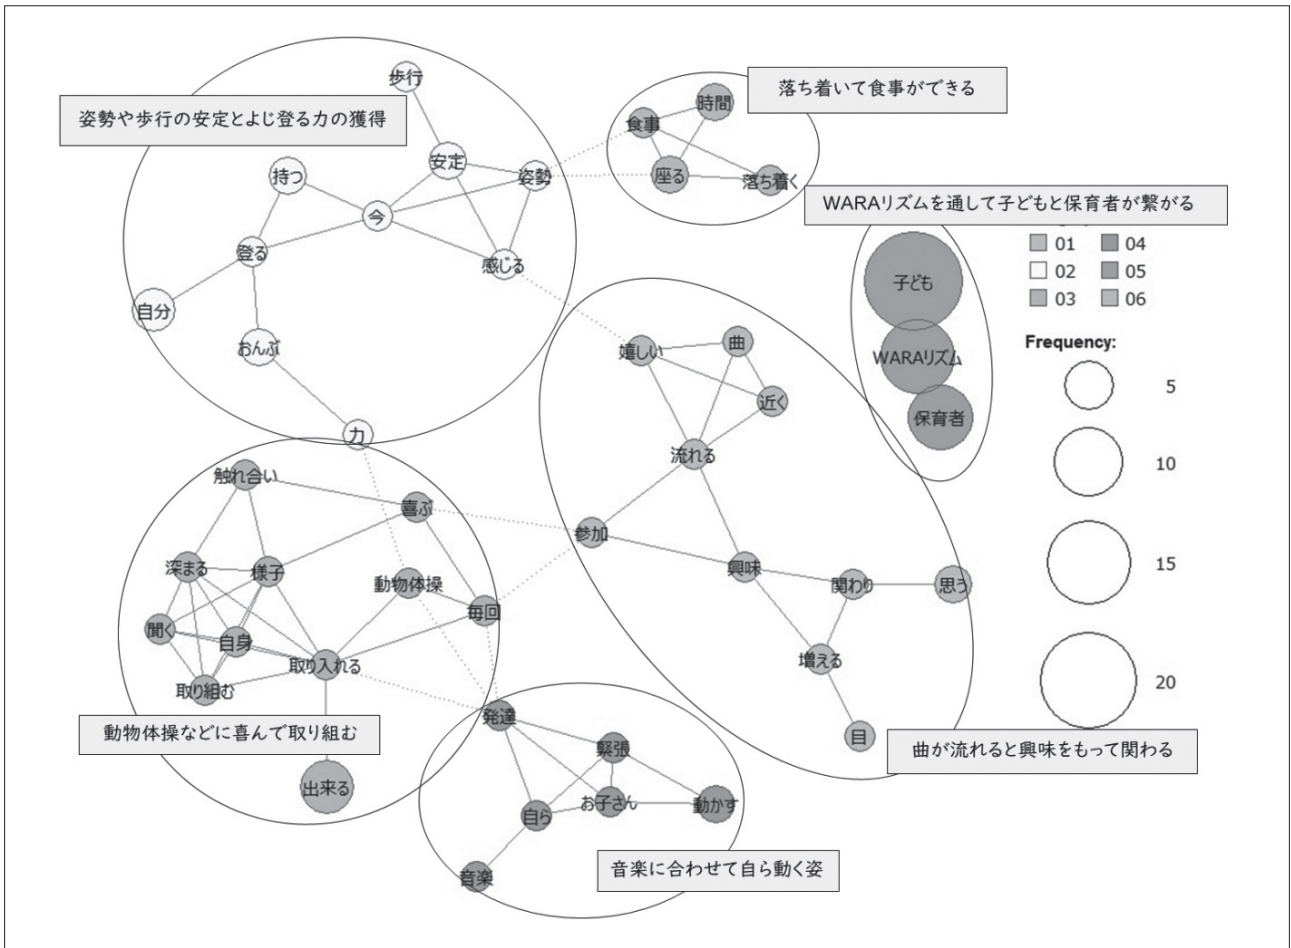 歩行
姿勢や歩行の安定とよじ登る力の獲得
安定
持つ
姿勢
今
登る
感じる
自分
おんぶ
力
落ち着いて食事ができる
時間
食事
座る
落ち着く
WARAリズムを通して子どもと保育者が繋がる
01
04
02
05
03
06
子ども
WARAリズム
保育者
Frequency:
5
10
15
20
嬉しい
曲
近く
流れる
参加
興味
関わり
思う
増える
目
曲が流れると興味をもって関わる
触れ合い
喜ぶ
深まる
様子
動物体操
毎回
聞く
自身
取り入れる
取り組む
動物体操などに喜んで取り組む
出来る
発達
緊張
お子さん
動かす
自ら
音楽
音楽に合わせて自ら動く姿